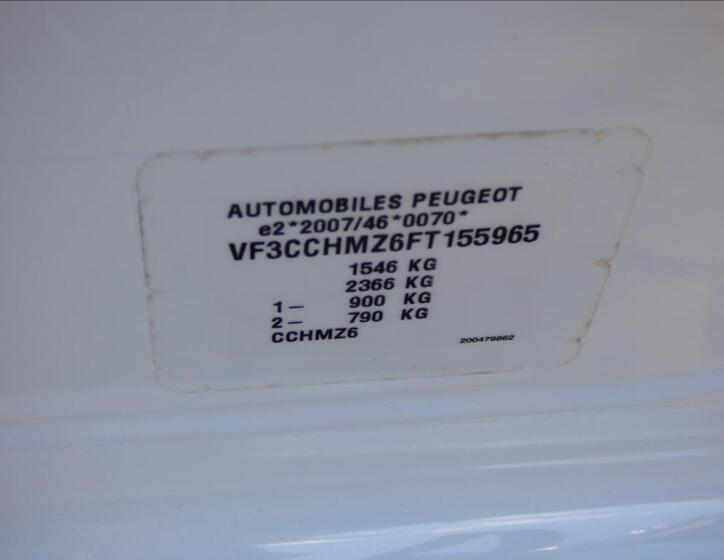 AUTOMOBILES PEUGEOT
e2*2007/46*0070*
VF3CCHMZ6FT155965
1546 KG
2366 KG
1– 900 KG
2– 790 KG
CCHMZ6 200479862